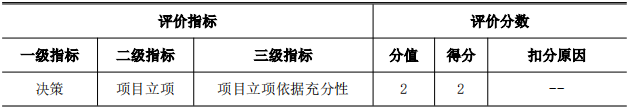 评价指标 评价分数
一级指标 二级指标 三级指标 分值 得分 扣分原因
决策 项目立项 项目立项依据充分性 2 2 --